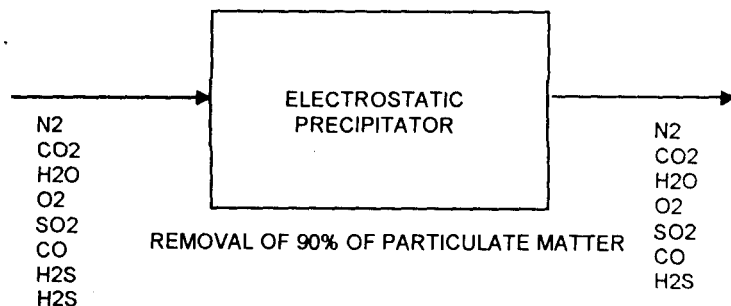 ELECTROSTATIC
PRECIPITATOR
N2
CO2
H2O
O2
SO2
CO
H2S
H2S
REMOVAL OF 90% OF PARTICULATE MATTER
N2
CO2
H2O
O2
SO2
CO
H2S